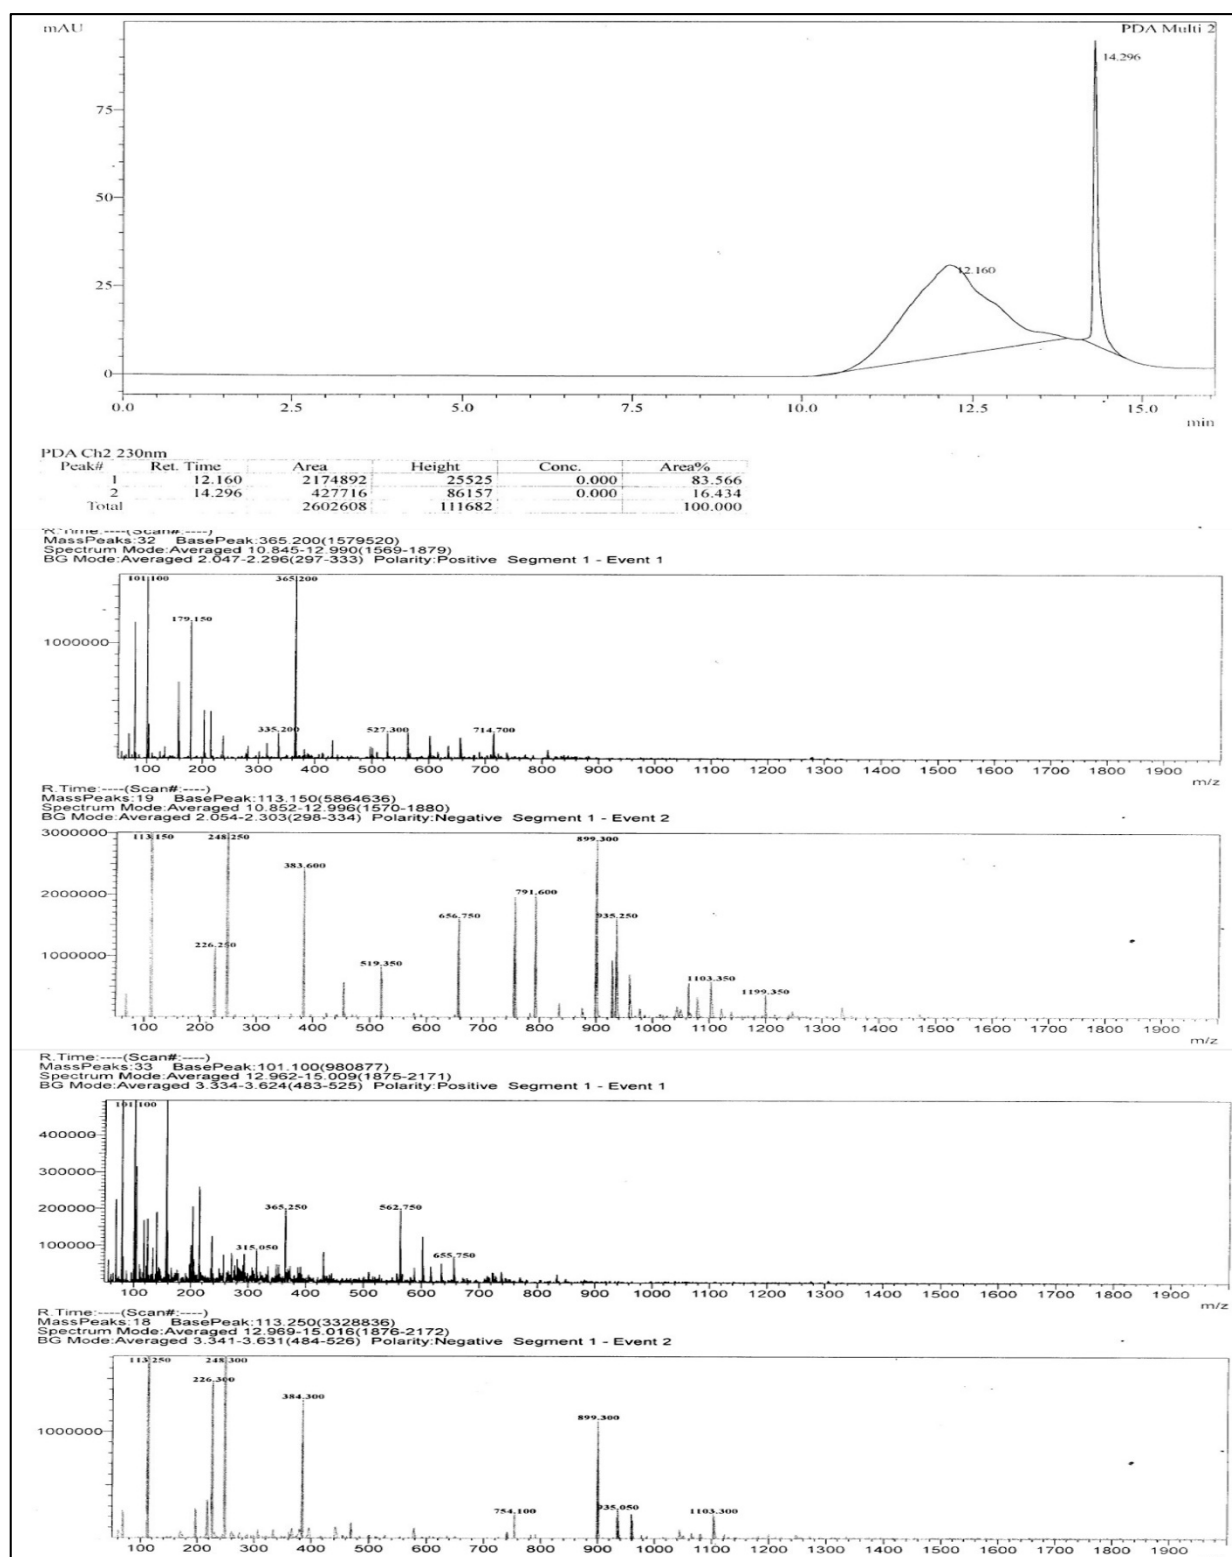 mAU PDA Multi 2
14.296
75
50
25
12.160
0
0.0 2.5 5.0 7.5 10.0 12.5 15.0
min
PDA Ch2 230nm
Peak# Ret. Time Area Height Conc. Area%
1 12.160 2174892 25525 0.000 83.566
2 14.296 427716 86157 0.000 16.434
Total 2602608 111682 100.000
R.Time:----(Scan#:----)
MassPeaks:32 BasePeak:365.200(1579520)
Spectrum Mode:Averaged 10.845-12.990(1569-1879)
BG Mode:Averaged 2.047-2.296(297-333) Polarity:Positive Segment 1 - Event 1
101.100 365.200
179.150
1000000
335.200 527.300 714.700
100 200 300 400 500 600 700 800 900 1000 1100 1200 1300 1400 1500 1600 1700 1800 1900
m/z
R.Time:----(Scan#:----)
MassPeaks:19 BasePeak:113.150(5864636)
Spectrum Mode:Averaged 10.852-12.996(1570-1880)
BG Mode:Averaged 2.054-2.303(298-334) Polarity:Negative Segment 1 - Event 2
3000000
113.150 248.250 899.300
383.600
2000000 791.600
656.750 935.250
226.250
1000000
519.350
1103.350
1199.350
100 200 300 400 500 600 700 800 900 1000 1100 1200 1300 1400 1500 1600 1700 1800 1900
m/z
R.Time:----(Scan#:----)
MassPeaks:33 BasePeak:101.100(980877)
Spectrum Mode:Averaged 12.962-15.009(1875-2171)
BG Mode:Averaged 3.334-3.624(483-525) Polarity:Positive Segment 1 - Event 1
101.100
400000
300000
200000 365.250 562.750
100000 315.050 655.750
100 200 300 400 500 600 700 800 900 1000 1100 1200 1300 1400 1500 1600 1700 1800 1900
m/z
R.Time:----(Scan#:----)
MassPeaks:18 BasePeak:113.250(3328836)
Spectrum Mode:Averaged 12.969-15.016(1876-2172)
BG Mode:Averaged 3.341-3.631(484-526) Polarity:Negative Segment 1 - Event 2
113.250 248.300
226.300
384.300
899.300
1000000
754.100 935.050 1103.300
100 200 300 400 500 600 700 800 900 1000 1100 1200 1300 1400 1500 1600 1700 1800 1900
m/z